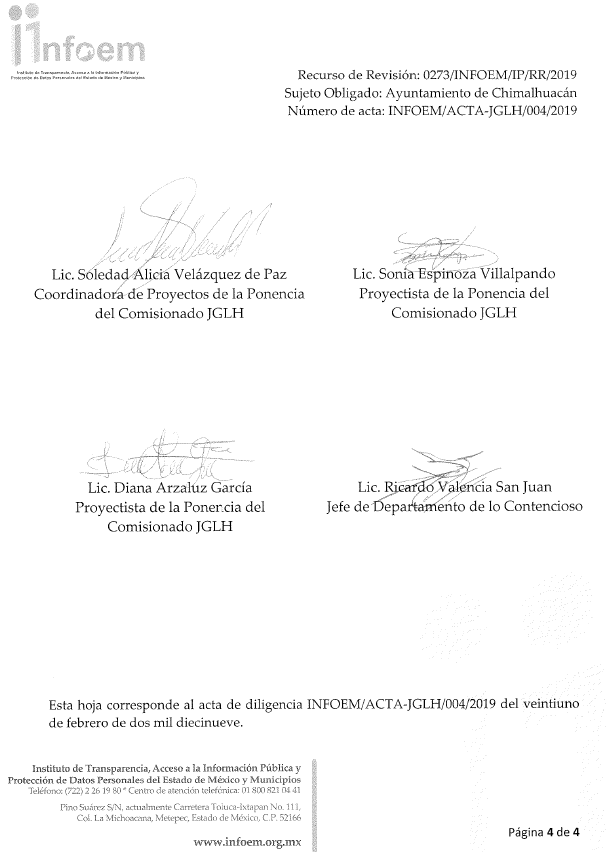 infoem
Instituto de Transparencia, Acceso a la Información Pública y
Protección de Datos Personales del Estado de México y Municipios
Recurso de Revisión: 0273/INFOEM/IP/RR/2019
Sujeto Obligado: Ayuntamiento de Chimalhuacán
Número de acta: INFOEM/ACTA-JGLH/004/2019
Lic. Soledad Alicia Velázquez de Paz
Coordinadora de Proyectos de la Ponencia
del Comisionado JGLH
Lic. Sonia Espinoza Villalpando
Proyectista de la Ponencia del
Comisionado JGLH
Lic. Diana Arzaluz García
Proyectista de la Ponencia del
Comisionado JGLH
Lic. Ricardo Valencia San Juan
Jefe de Departamento de lo Contencioso
Esta hoja corresponde al acta de diligencia INFOEM/ACTA-JGLH/004/2019 del veintiuno
de febrero de dos mil diecinueve.
Instituto de Transparencia, Acceso a la Información Pública y
Protección de Datos Personales del Estado de México y Municipios
Teléfono: (722) 2 26 19 80 * Centro de atención telefónica: 01 800 821 04 41
Pino Suárez S/N, actualmente Carretera Toluca-Ixtapan No. 111,
Col. La Michoacana, Metepec, Estado de México, C.P. 52166
www.infoem.org.mx
Página 4 de 4